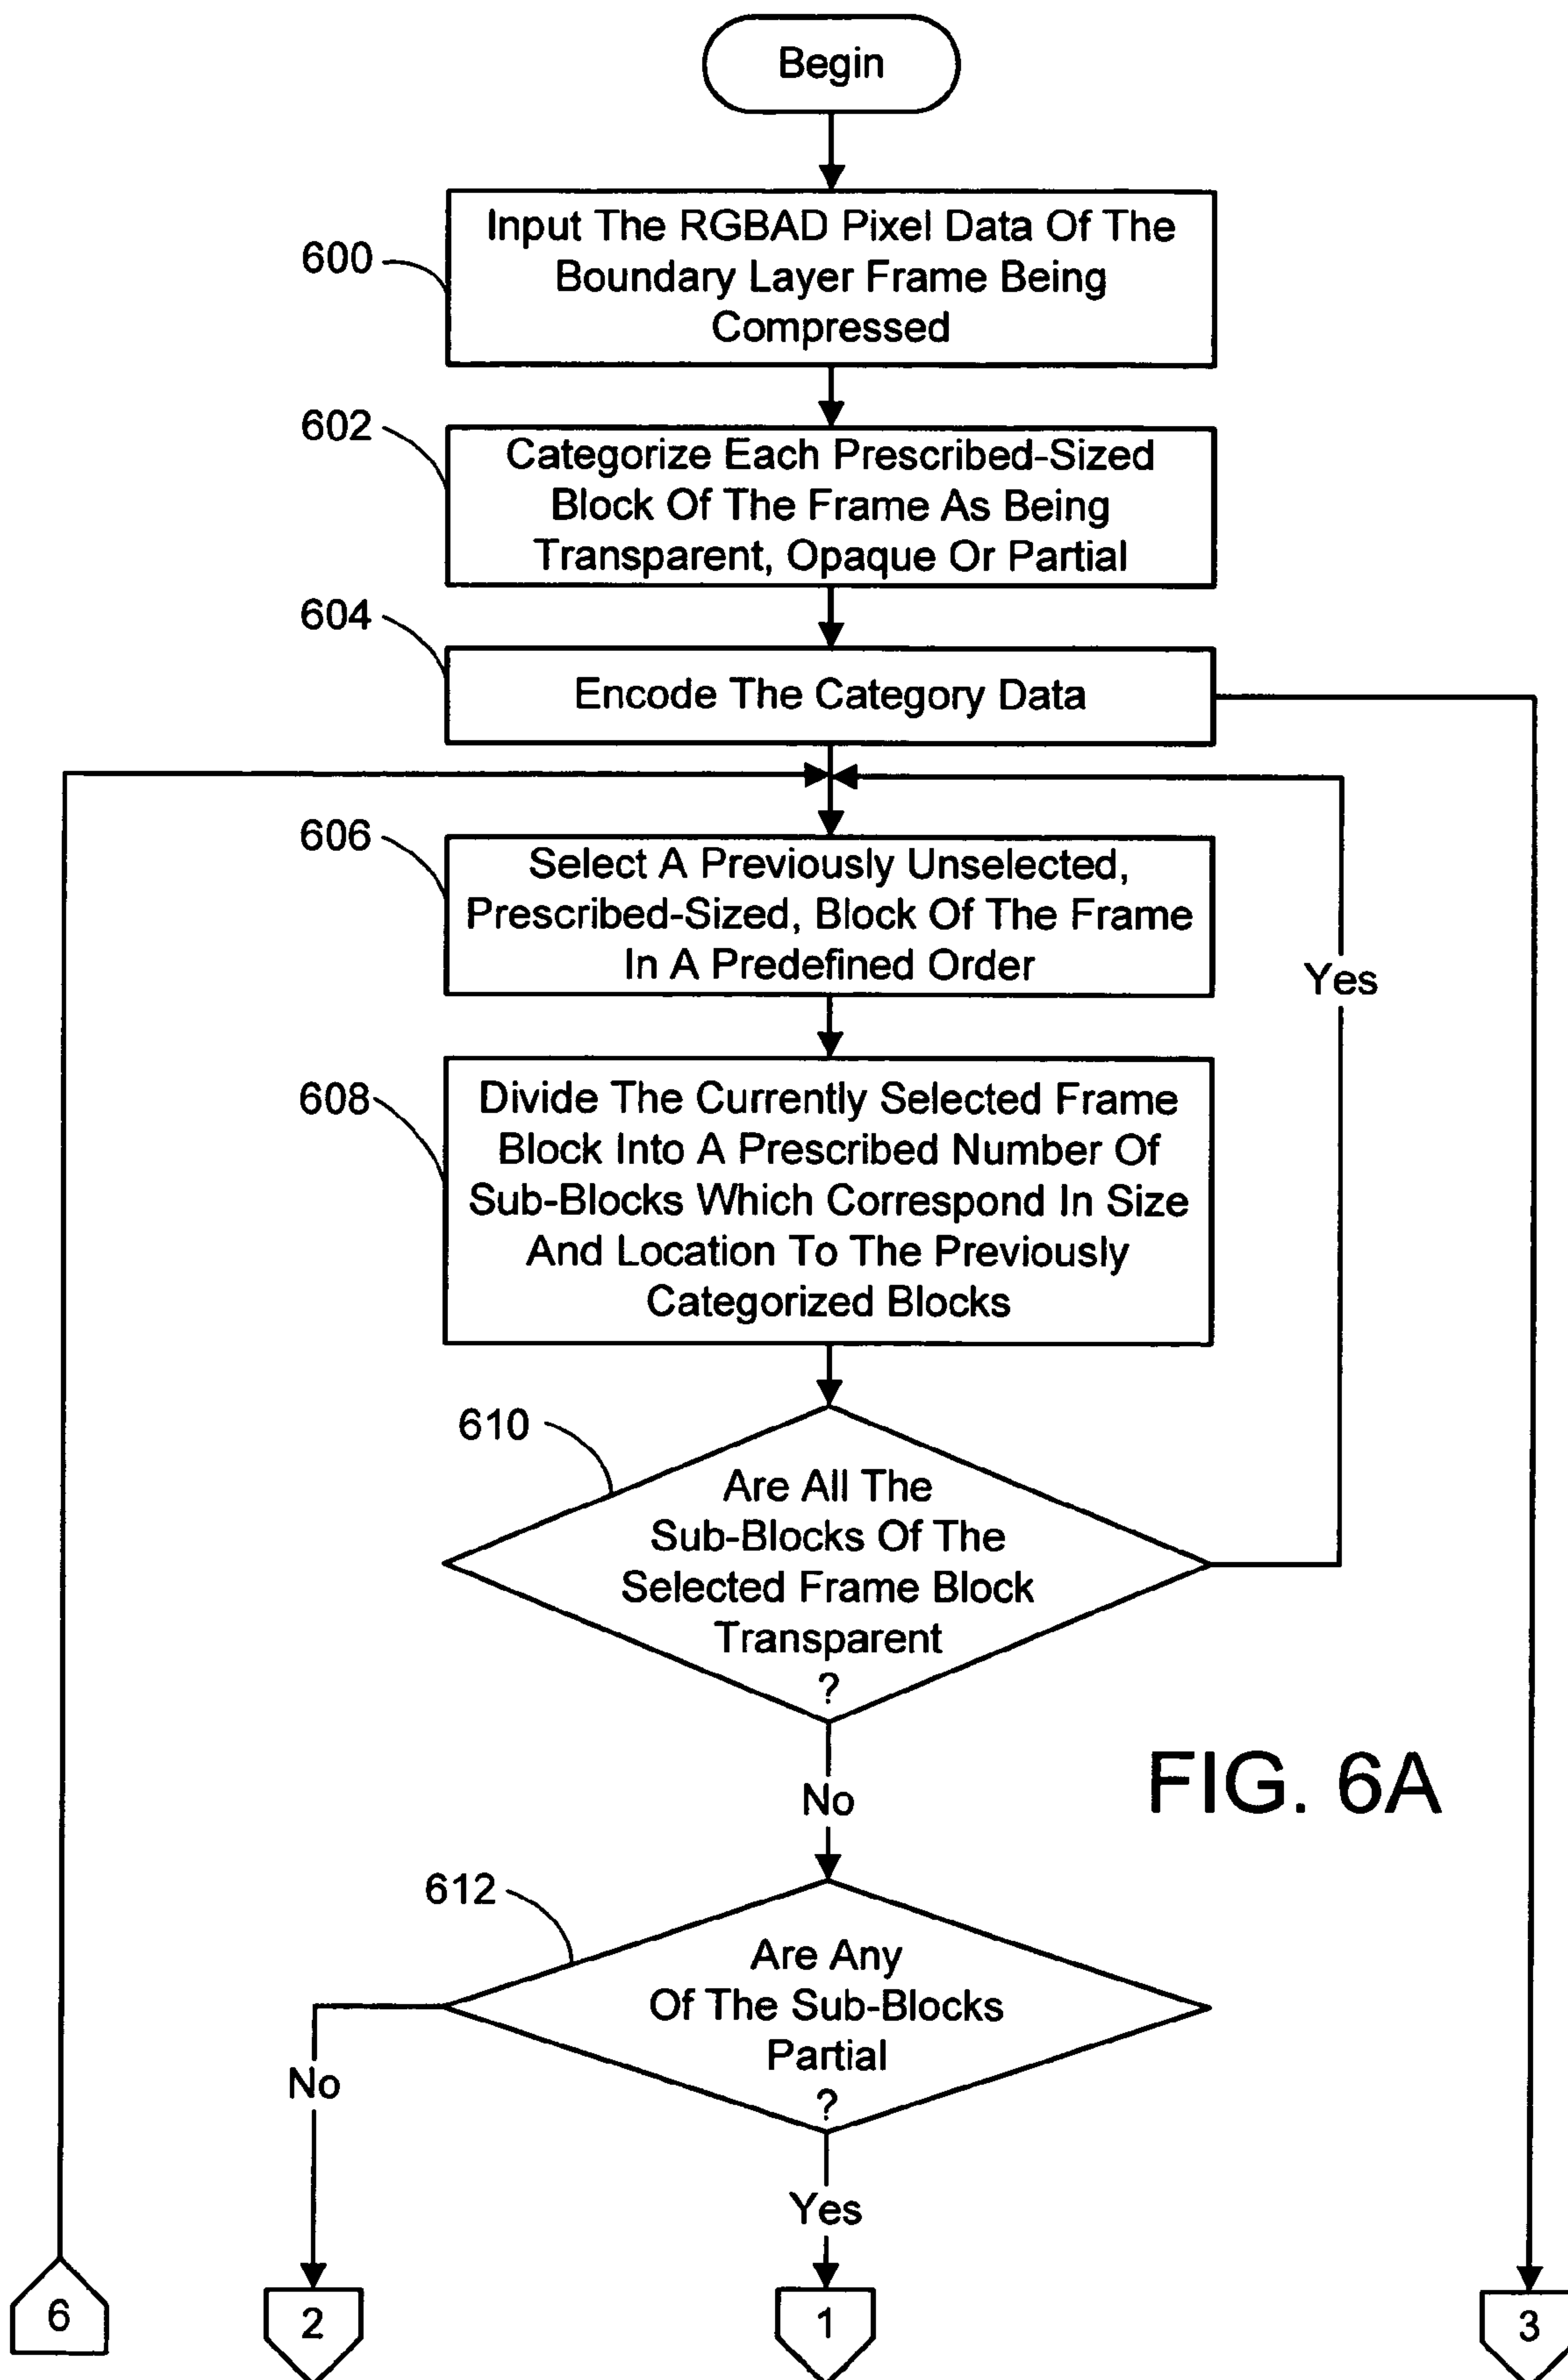 Begin
600
Input The RGBAD Pixel Data Of The
Boundary Layer Frame Being
Compressed
602
Categorize Each Prescribed-Sized
Block Of The Frame As Being
Transparent, Opaque Or Partial
604
Encode The Category Data
606
Select A Previously Unselected,
Prescribed-Sized, Block Of The Frame
In A Predefined Order
Yes
608
Divide The Currently Selected Frame
Block Into A Prescribed Number Of
Sub-Blocks Which Correspond In Size
And Location To The Previously
Categorized Blocks
610
Are All The
Sub-Blocks Of The
Selected Frame Block
Transparent
?
No
FIG. 6A
612
Are Any
Of The Sub-Blocks
Partial
?
No
Yes
6
2
1
3